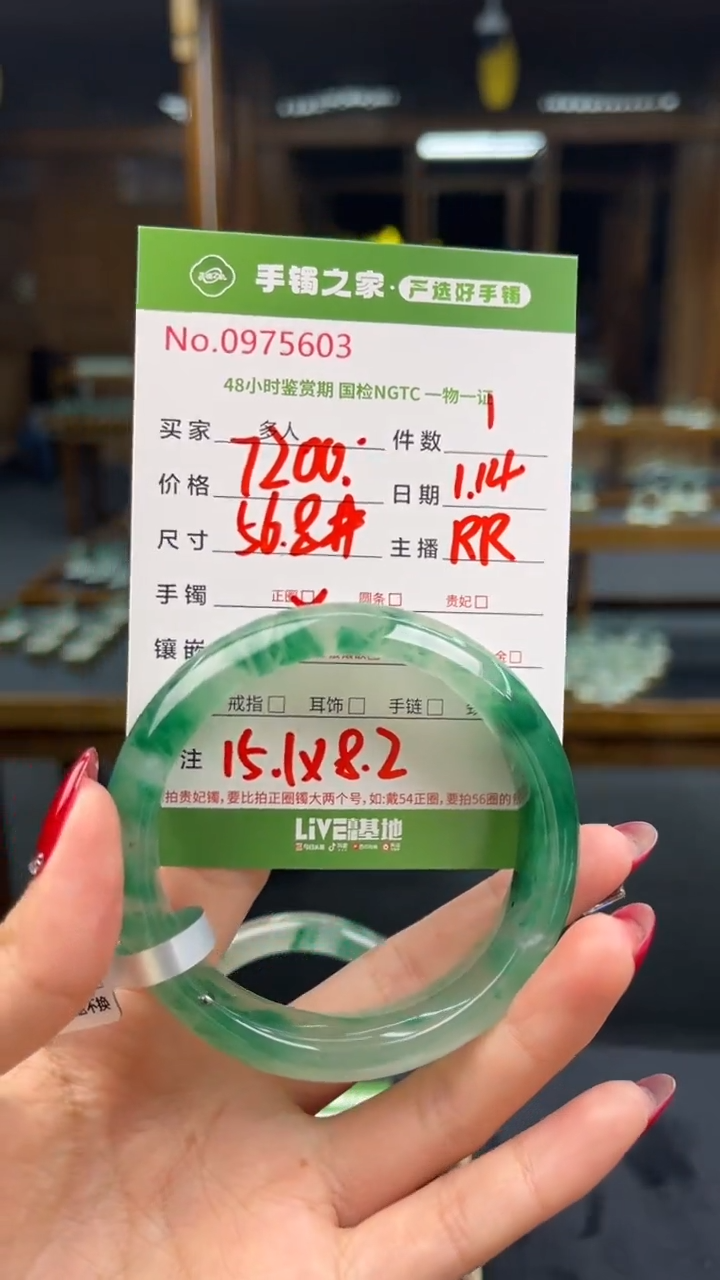 手镯之家·严选好手镯
No.0975603
48小时鉴赏期 国检NGTC 一物一证
买家 多人 件数 1
价格 7200. 日期 1.14
尺寸 56.8# 主播 RR
手镯 正圈 圆条 贵妃
镶嵌 金
戒指 耳饰 手链
注 15.1x8.2
拍贵妃镯,要比拍正圈镯大两个号,如:戴54正圈,要拍56圈的
LiVE基地
不换